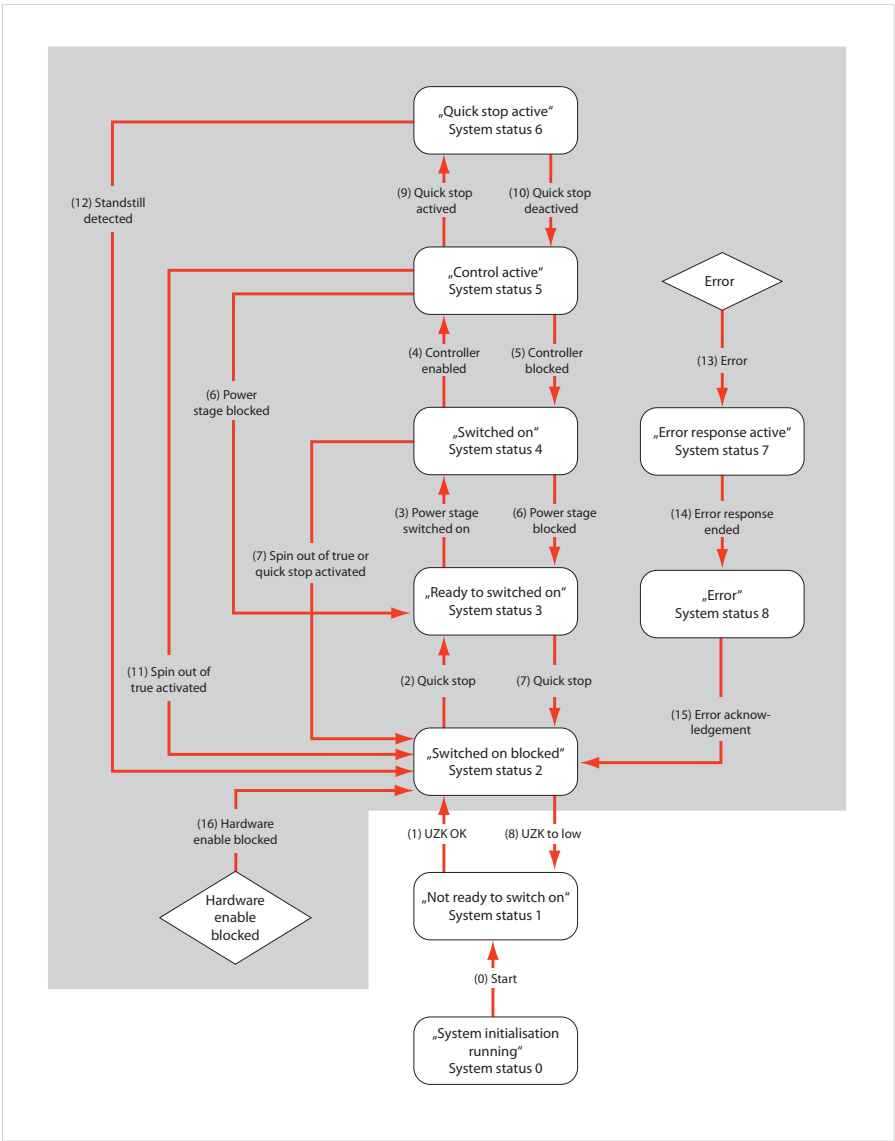 „Quick stop active“
System status 6
(12) Standstill
detected
(9) Quick stop
actived
(10) Quick stop
deactived
„Control active“
System status 5
Error
(4) Controller
enabled
(5) Controller
blocked
(13) Error
(6) Power
stage blocked
„Switched on“
System status 4
„Error response active“
System status 7
(3) Power stage
switched on
(6) Power stage
blocked
(14) Error response
ended
(7) Spin out of true or
quick stop activated
„Ready to switched on“
System status 3
„Error“
System status 8
(11) Spin out of
true activated
(2) Quick stop
(7) Quick stop
(15) Error acknow-
ledgement
„Switched on blocked“
System status 2
(16) Hardware
enable blocked
(1) UZK OK
(8) UZK to low
Hardware
enable
blocked
„Not ready to switch on“
System status 1
(0) Start
„System initialisation
running“
System status 0